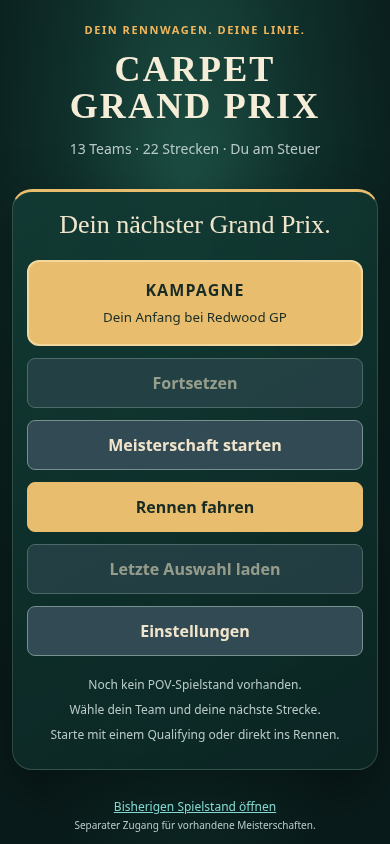 DEIN RENNWAGEN. DEINE LINIE.
CARPET
GRAND PRIX
13 Teams · 22 Strecken · Du am Steuer
Dein nächster Grand Prix.
KAMPAGNE
Dein Anfang bei Redwood GP
Fortsetzen
Meisterschaft starten
Rennen fahren
Letzte Auswahl laden
Einstellungen
Noch kein POV-Spielstand vorhanden.
Wähle dein Team und deine nächste Strecke.
Starte mit einem Qualifying oder direkt ins Rennen.
Bisherigen Spielstand öffnen
Separater Zugang für vorhandene Meisterschaften.